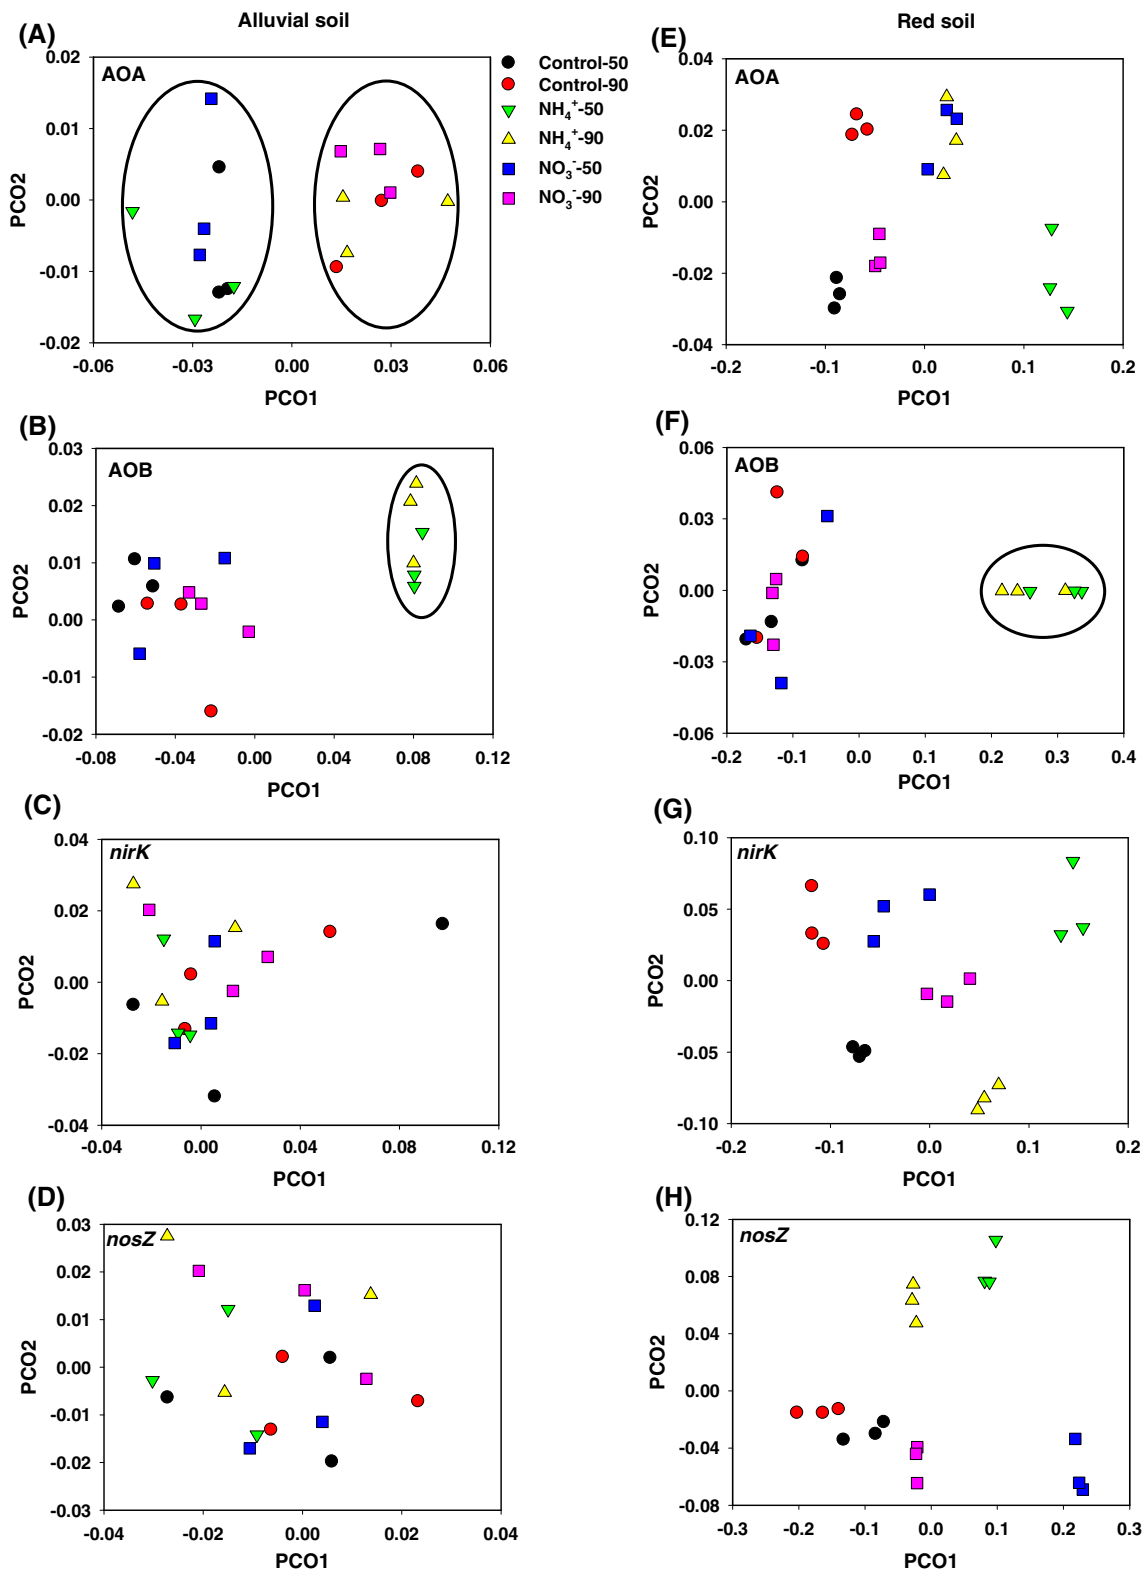 Alluvial soil
Red soil
(A)
AOA
0.02
0.01
0.00
-0.01
-0.02
PCO2
-0.06
-0.03
0.00
0.03
0.06
PCO1
Control-50
Control-90
NH₄⁺-50
NH₄⁺-90
NO₃⁻-50
NO₃⁻-90
(E)
AOA
0.04
0.02
0.00
-0.02
-0.04
PCO2
-0.2
-0.1
0.0
0.1
0.2
PCO1
(B)
AOB
0.03
0.02
0.01
0.00
-0.01
-0.02
PCO2
-0.08
-0.04
0.00
0.04
0.08
0.12
PCO1
(F)
AOB
0.06
0.03
0.00
-0.03
-0.06
PCO2
-0.2
-0.1
0.0
0.1
0.2
0.3
0.4
PCO1
(C)
nirK
0.04
0.02
0.00
-0.02
-0.04
PCO2
-0.04
0.00
0.04
0.08
0.12
PCO1
(G)
nirK
0.10
0.05
0.00
-0.05
-0.10
PCO2
-0.2
-0.1
0.0
0.1
0.2
PCO1
(D)
nosZ
0.03
0.02
0.01
0.00
-0.01
-0.02
-0.03
PCO2
-0.04
-0.02
0.00
0.02
0.04
PCO1
(H)
nosZ
0.12
0.08
0.04
0.00
-0.04
-0.08
PCO2
-0.3
-0.2
-0.1
0.0
0.1
0.2
0.3
PCO1